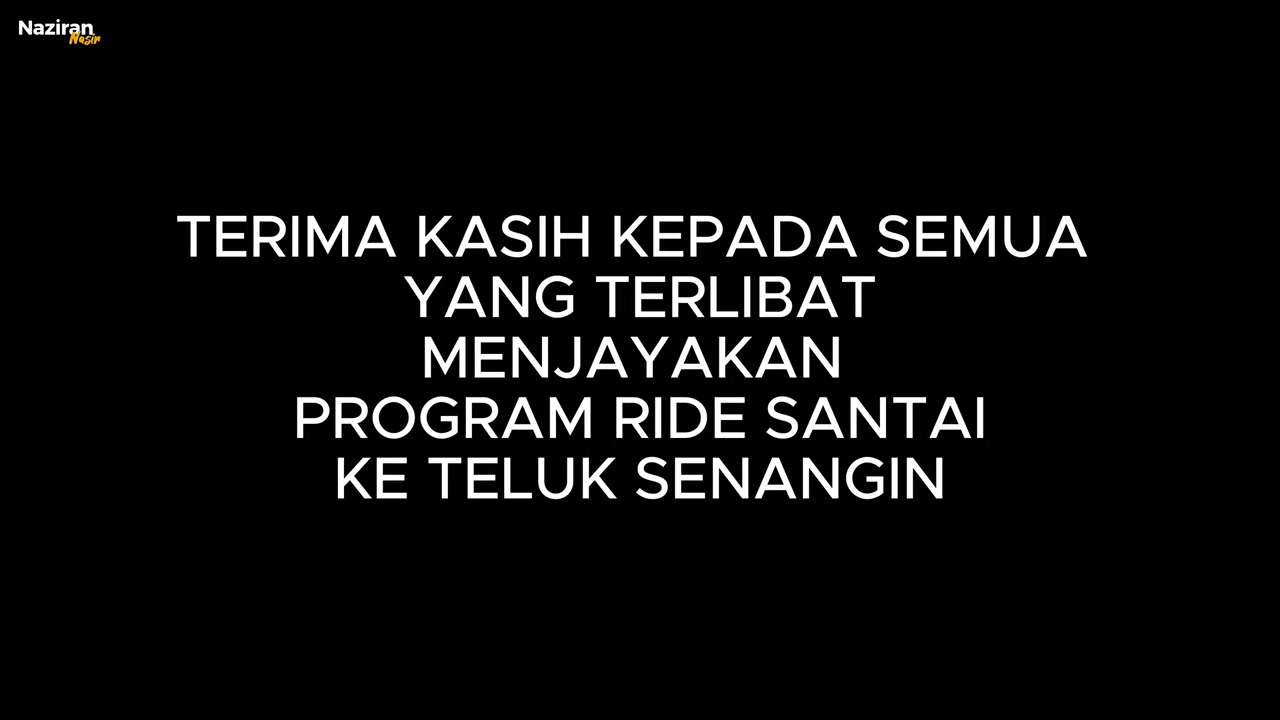 Naziran
Nasir
TERIMA KASIH KEPADA SEMUA
YANG TERLIBAT
MENJAYAKAN
PROGRAM RIDE SANTAI
KE TELUK SENANGIN